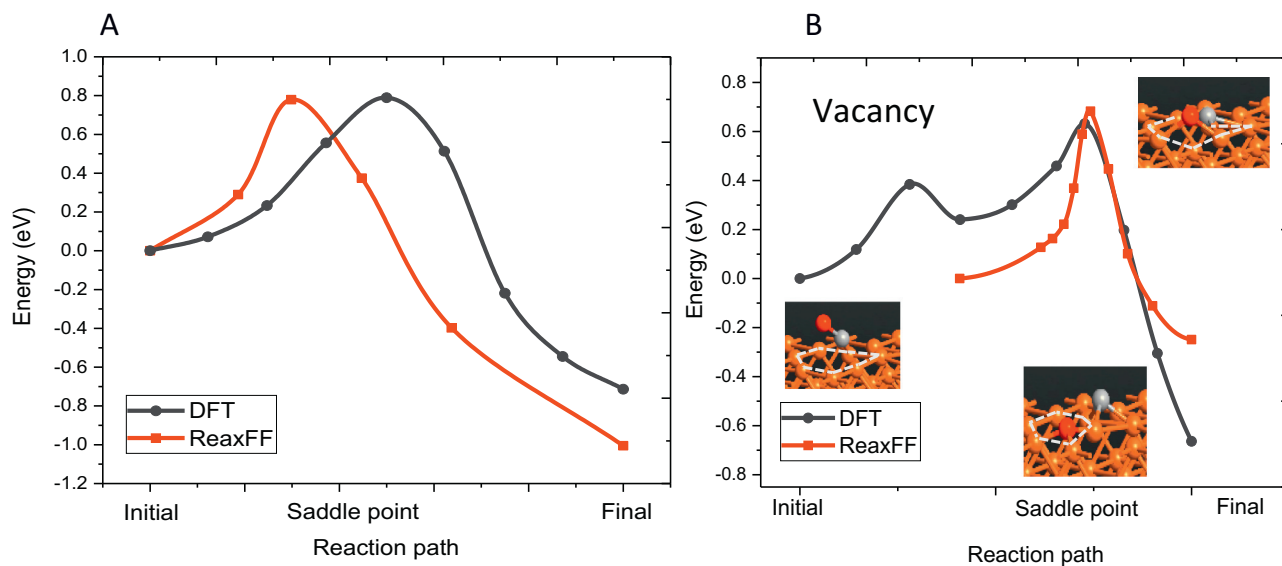 A
Energy (eV)
1.0
0.8
0.6
0.4
0.2
0.0
-0.2
-0.4
-0.6
-0.8
-1.0
-1.2
DFT
ReaxFF
Initial
Saddle point
Final
Reaction path
B
Vacancy
Energy (eV)
0.8
0.6
0.4
0.2
0.0
-0.2
-0.4
-0.6
-0.8
DFT
ReaxFF
Initial
Saddle point
Final
Reaction path